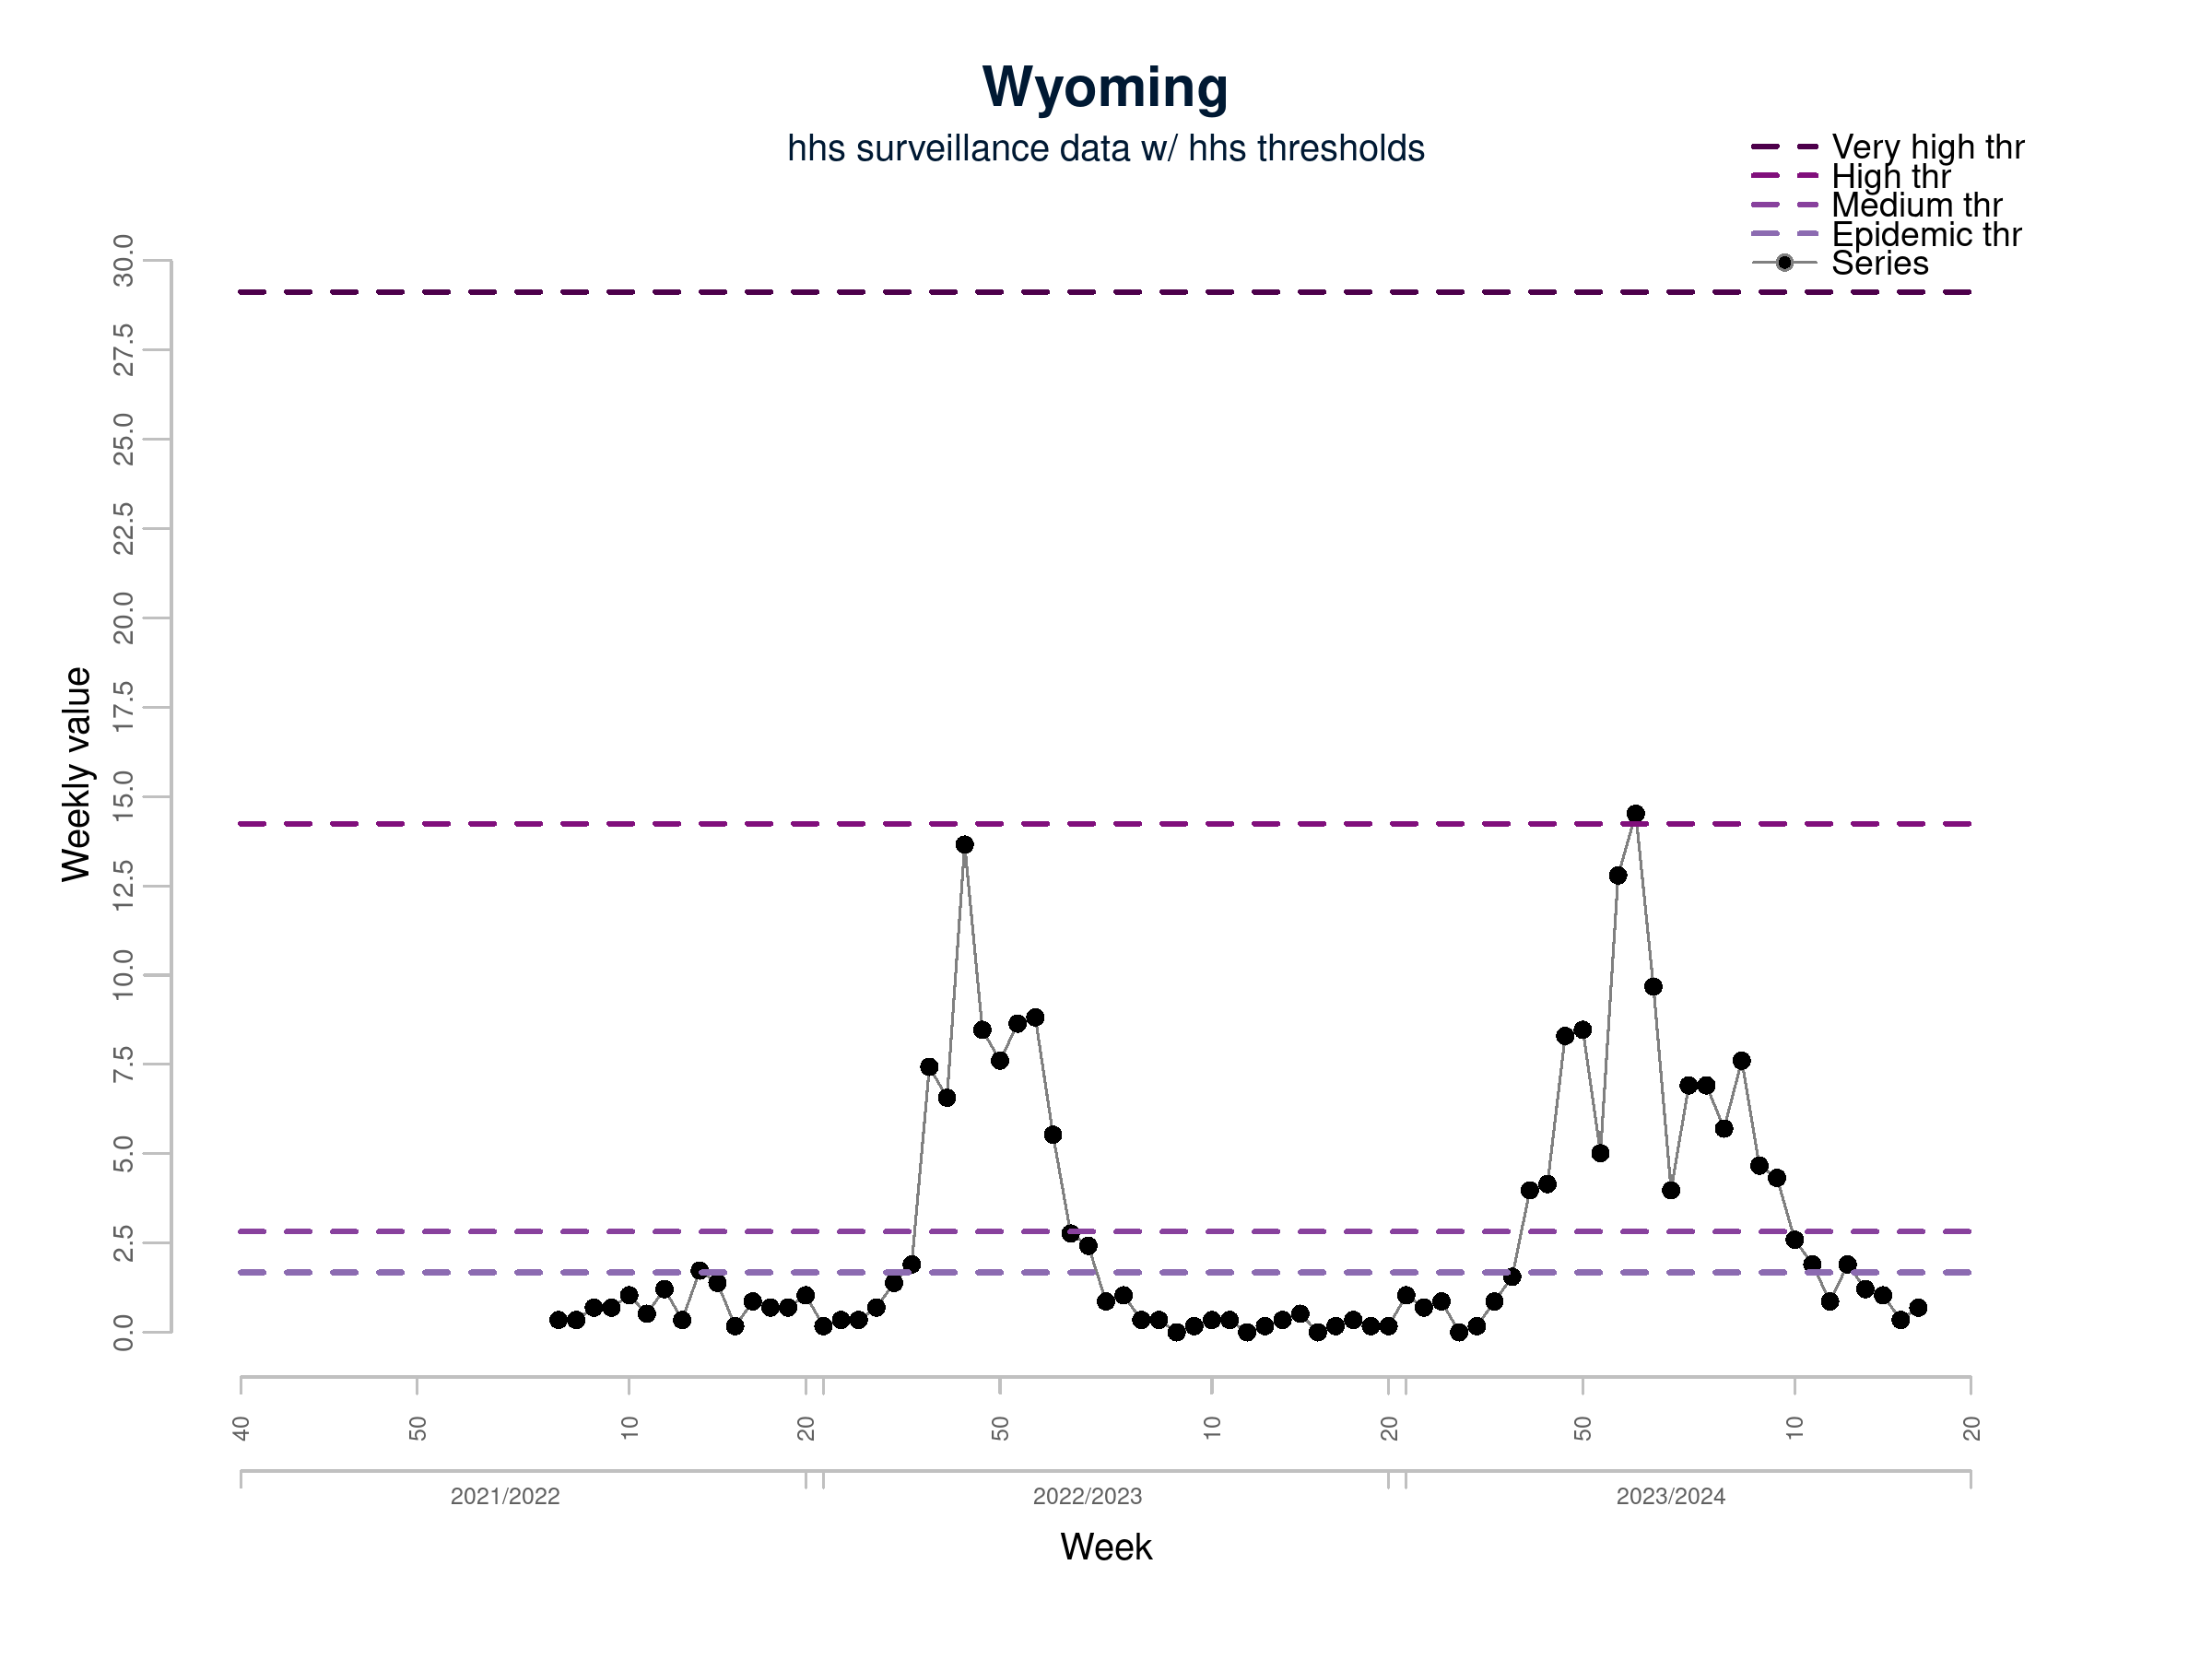 Wyoming
hhs surveillance data w/ hhs thresholds
Very high thr
High thr
Medium thr
Epidemic thr
Series
30.0
27.5
25.0
22.5
20.0
17.5
15.0
12.5
10.0
7.5
5.0
2.5
0.0
Weekly value
40 50 10 20 50 10 20 50 10 20
2021/2022 2022/2023 2023/2024
Week